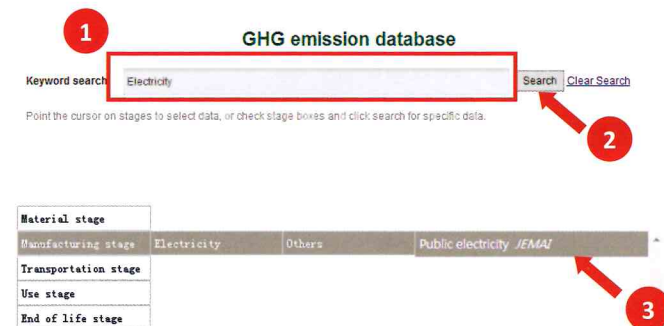 1
GHG emission database
Keyword search Electricity Search Clear Search
Point the cursor on stages to select data, or check stage boxes and click search for specific data.
2
Material stage
Manufacturing stage Electricity Others Public electricity JEMAI
Transportation stage
Use stage
End of life stage
3